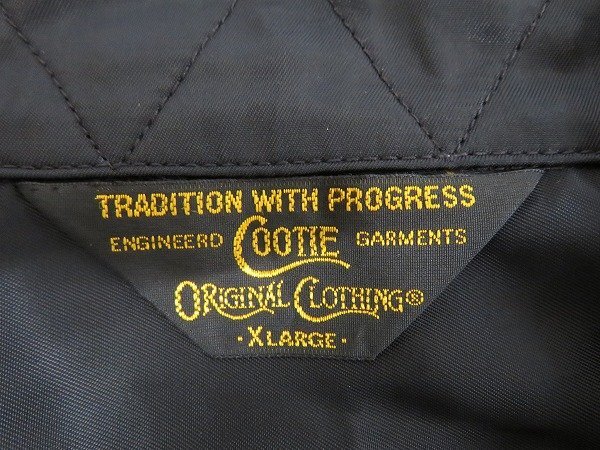 TRADITION WITH PROGRESS
ENGINEERD COOTIE GARMENTS
ORIGINAL CLOTHING®
· XLARGE ·